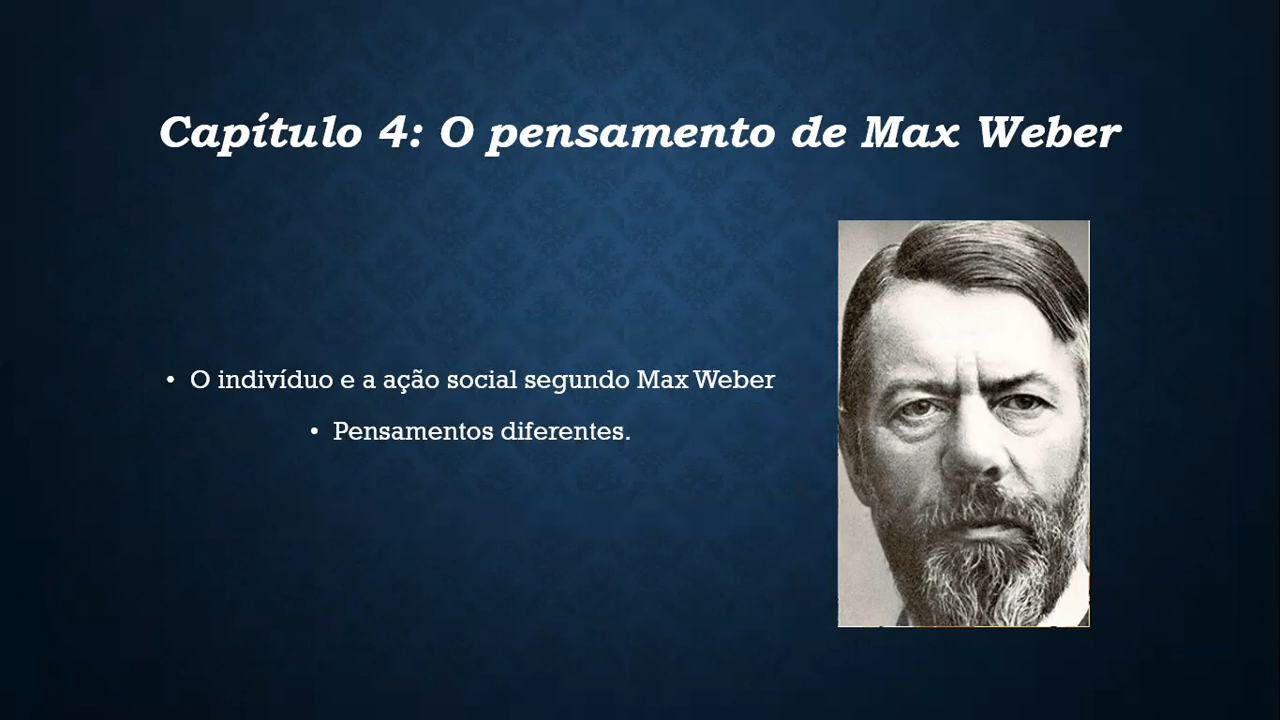 Capítulo 4: O pensamento de Max Weber
• O indivíduo e a ação social segundo Max Weber
• Pensamentos diferentes.